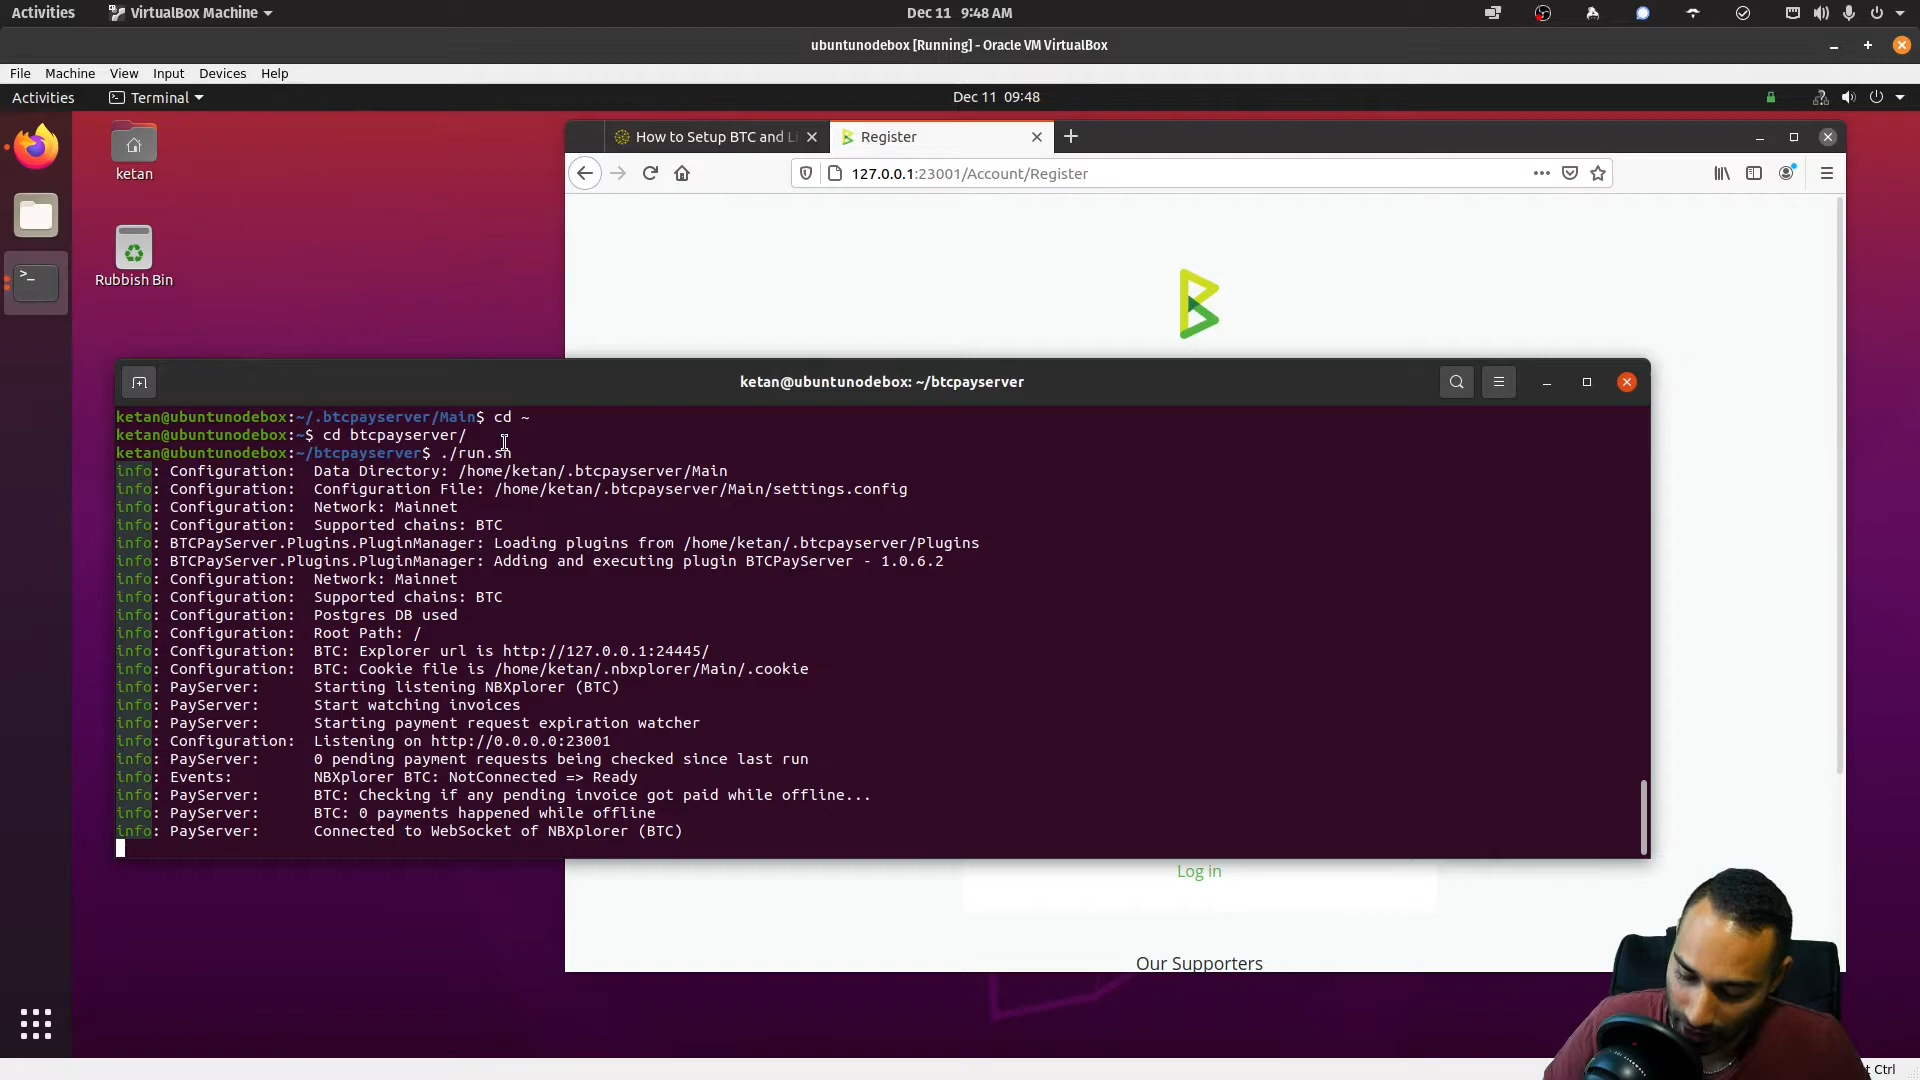 Activities VirtualBox Machine Dec 11 9:48 AM
ubuntunodebox [Running] - Oracle VM VirtualBox
File Machine View Input Devices Help
Activities Terminal Dec 11 09:48
ketan
Rubbish Bin
How to Setup BTC and Li Register
127.0.0.1:23001/Account/Register
ketan@ubuntunodebox: ~/btcpayserver
ketan@ubuntunodebox:~/.btcpayserver/Main$ cd ~
ketan@ubuntunodebox:~$ cd btcpayserver/
ketan@ubuntunodebox:~/btcpayserver$ ./run.sh
info: Configuration: Data Directory: /home/ketan/.btcpayserver/Main
info: Configuration: Configuration File: /home/ketan/.btcpayserver/Main/settings.config
info: Configuration: Network: Mainnet
info: Configuration: Supported chains: BTC
info: BTCPayServer.Plugins.PluginManager: Loading plugins from /home/ketan/.btcpayserver/Plugins
info: BTCPayServer.Plugins.PluginManager: Adding and executing plugin BTCPayServer - 1.0.6.2
info: Configuration: Network: Mainnet
info: Configuration: Supported chains: BTC
info: Configuration: Postgres DB used
info: Configuration: Root Path: /
info: Configuration: BTC: Explorer url is http://127.0.0.1:24445/
info: Configuration: BTC: Cookie file is /home/ketan/.nbxplorer/Main/.cookie
info: PayServer: Starting listening NBXplorer (BTC)
info: PayServer: Start watching invoices
info: PayServer: Starting payment request expiration watcher
info: Configuration: Listening on http://0.0.0.0:23001
info: PayServer: 0 pending payment requests being checked since last run
info: Events: NBXplorer BTC: NotConnected => Ready
info: PayServer: BTC: Checking if any pending invoice got paid while offline...
info: PayServer: BTC: 0 payments happened while offline
info: PayServer: Connected to WebSocket of NBXplorer (BTC)
Log in
Our Supporters
Ctrl